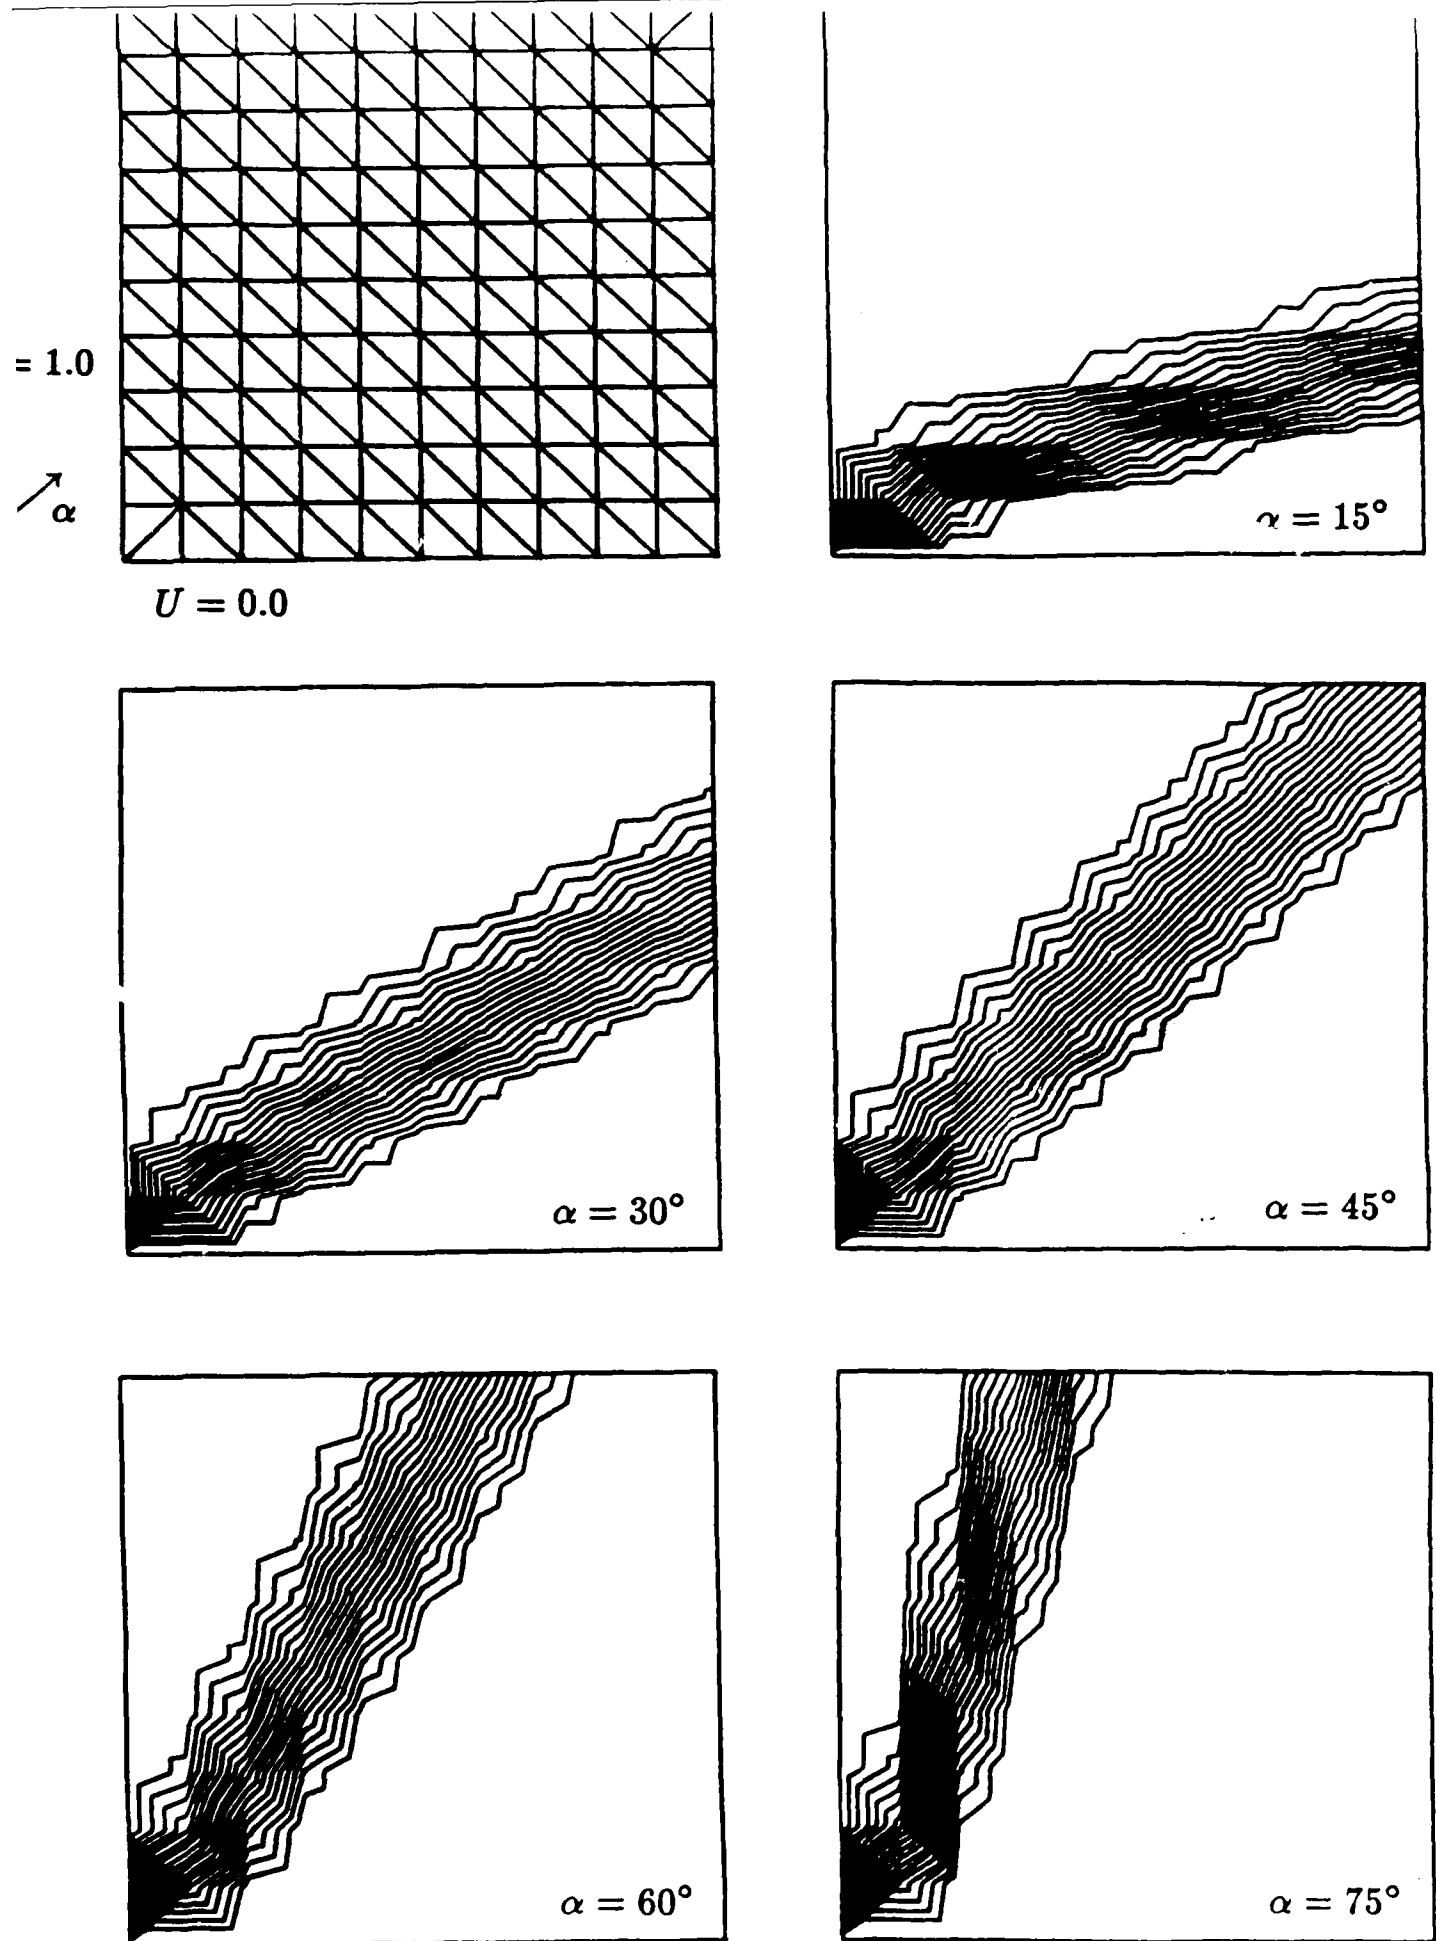 = 1.0
α
U = 0.0
α = 15°
α = 30°
α = 45°
α = 60°
α = 75°